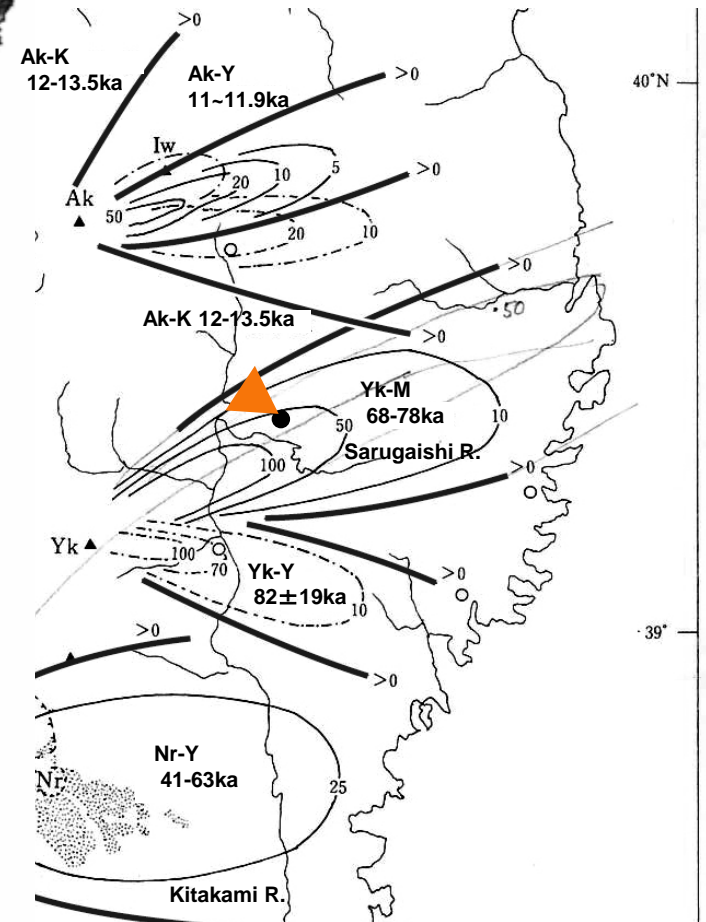 >0
Ak-K
12-13.5ka
Ak-Y
11~11.9ka
>0
40°N
Iw
5
10
20
>0
Ak
50
20
10
>0
.50
Ak-K 12-13.5ka
>0
Yk-M
68-78ka
10
50
Sarugaishi R.
100
>0
Yk
100
70
Yk-Y
82±19ka
>0
10
>0
39°
>0
Nr-Y
41-63ka
Nr
25
Kitakami R.